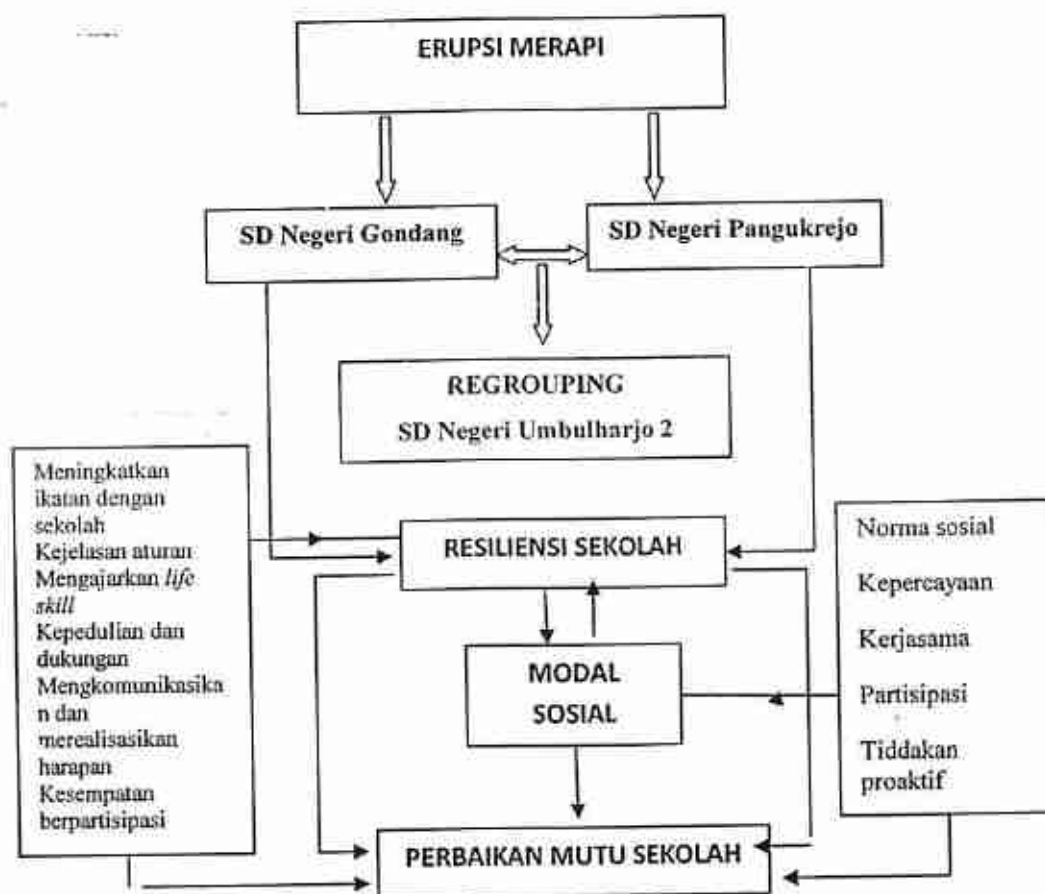 ERUPSI MERAPI
SD Negeri Gondang
SD Negeri Pangukrejo
REGROUPING
SD Negeri Umbulharjo 2
Meningkatkan
ikatan dengan
sekolah
Kejelasan aturan
Mengajarkan life
skill
Kepedulian dan
dukungan
Mengkomunikasika
n dan
merealisasikan
harapan
Kesempatan
berpartisipasi
RESILIENSI SEKOLAH
MODAL
SOSIAL
Norma sosial
Kepercayaan
Kerjasama
Partisipasi
Tiddakan
proaktif
PERBAIKAN MUTU SEKOLAH